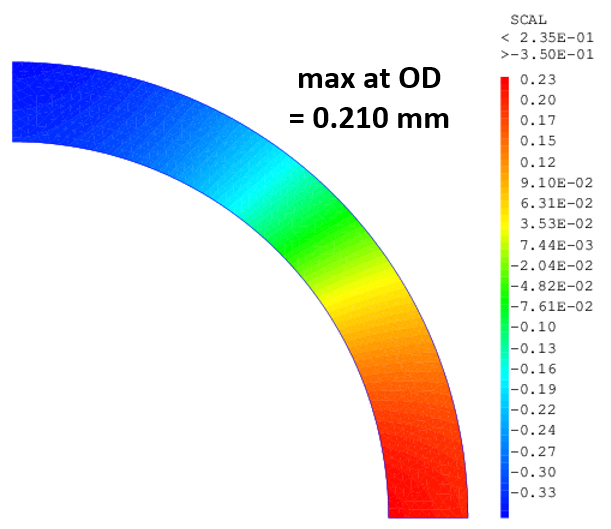 max at OD
= 0.210 mm
SCAL
< 2.35E-01
>-3.50E-01
0.23
0.20
0.17
0.15
0.12
9.10E-02
6.31E-02
3.53E-02
7.44E-03
-2.04E-02
-4.82E-02
-7.61E-02
-0.10
-0.13
-0.16
-0.19
-0.22
-0.24
-0.27
-0.30
-0.33